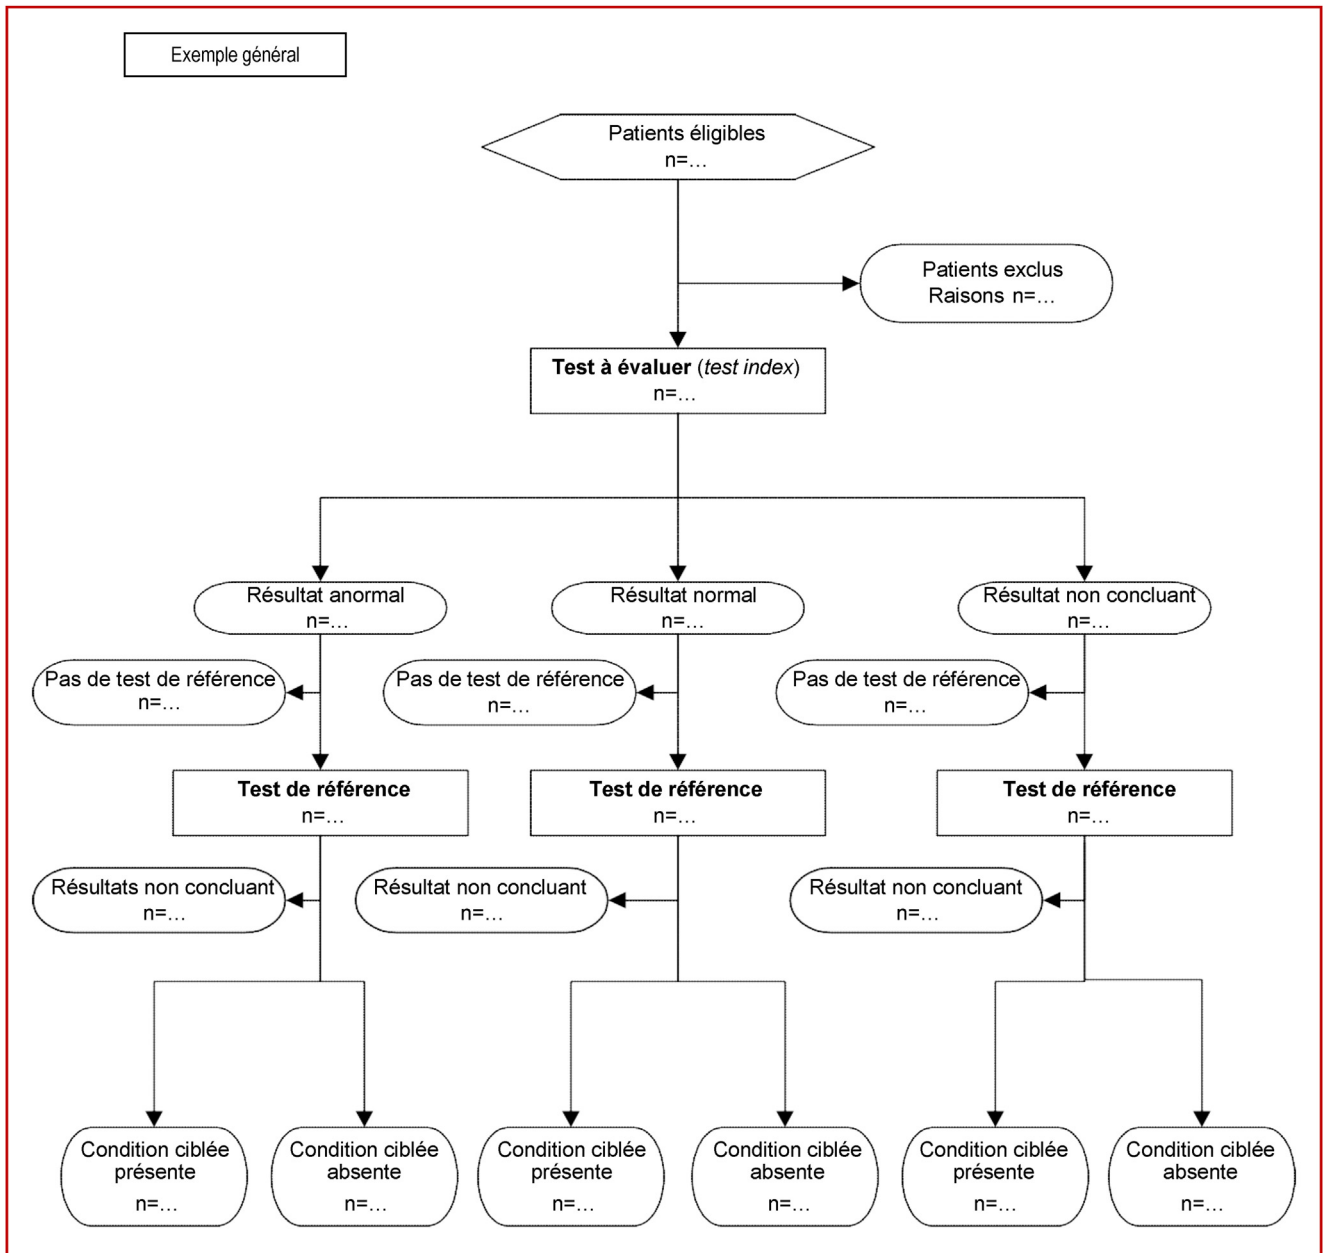 Exemple général
Patients éligibles
n=…
Patients exclus
Raisons n=…
Test à évaluer (test index)
n=…
Résultat anormal
n=…
Résultat normal
n=…
Résultat non concluant
n=…
Pas de test de référence
n=…
Pas de test de référence
n=…
Pas de test de référence
n=…
Test de référence
n=…
Test de référence
n=…
Test de référence
n=…
Résultats non concluant
n=…
Résultat non concluant
n=…
Résultat non concluant
n=…
Condition ciblée
présente
n=…
Condition ciblée
absente
n=…
Condition ciblée
présente
n=…
Condition ciblée
absente
n=…
Condition ciblée
présente
n=…
Condition ciblée
absente
n=…